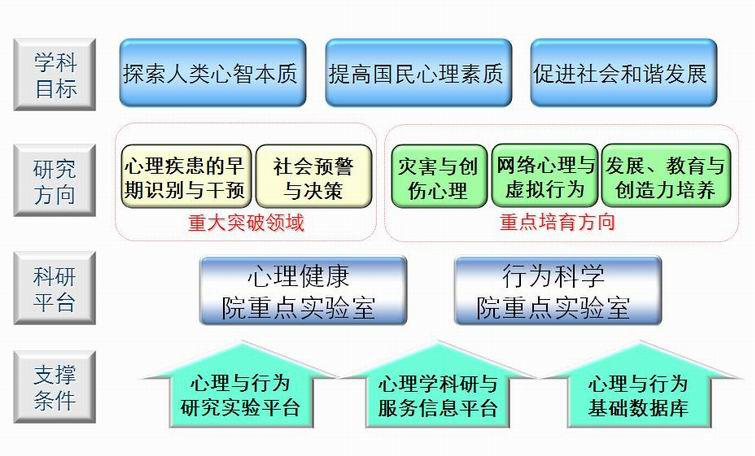 学科
目标
探索人类心智本质
提高国民心理素质
促进社会和谐发展
研究
方向
心理疾患的早
期识别与干预
社会预警
与决策
重大突破领域
灾害与创
伤心理
网络心理与
虚拟行为
发展、教育与
创造力培养
重点培育方向
科研
平台
心理健康
院重点实验室
行为科学
院重点实验室
支撑
条件
心理与行为
研究实验平台
心理学科研与
服务信息平台
心理与行为
基础数据库